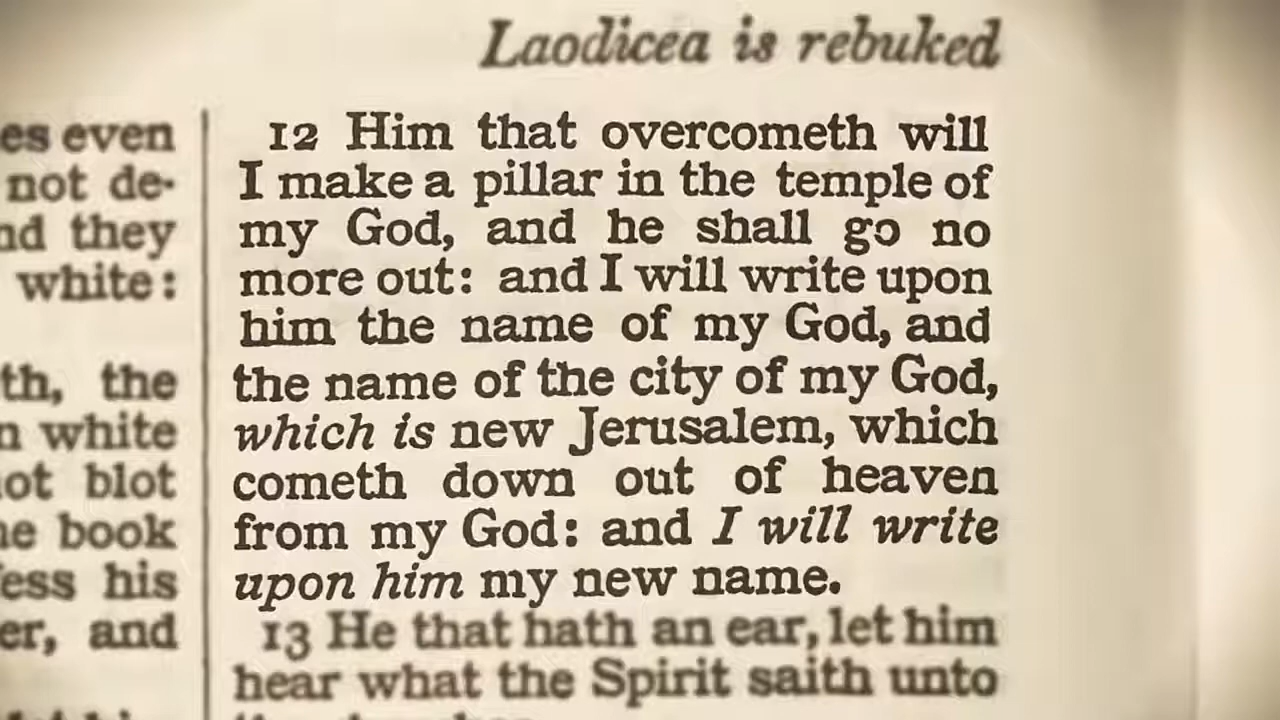 Laodicea is rebuked
es even
not de-
nd they
white:
th, the
n white
ot blot
he book
fess his
er, and
12 Him that overcometh will
I make a pillar in the temple of
my God, and he shall go no
more out: and I will write upon
him the name of my God, and
the name of the city of my God,
which is new Jerusalem, which
cometh down out of heaven
from my God: and I will write
upon him my new name.
13 He that hath an ear, let him
hear what the Spirit saith unto